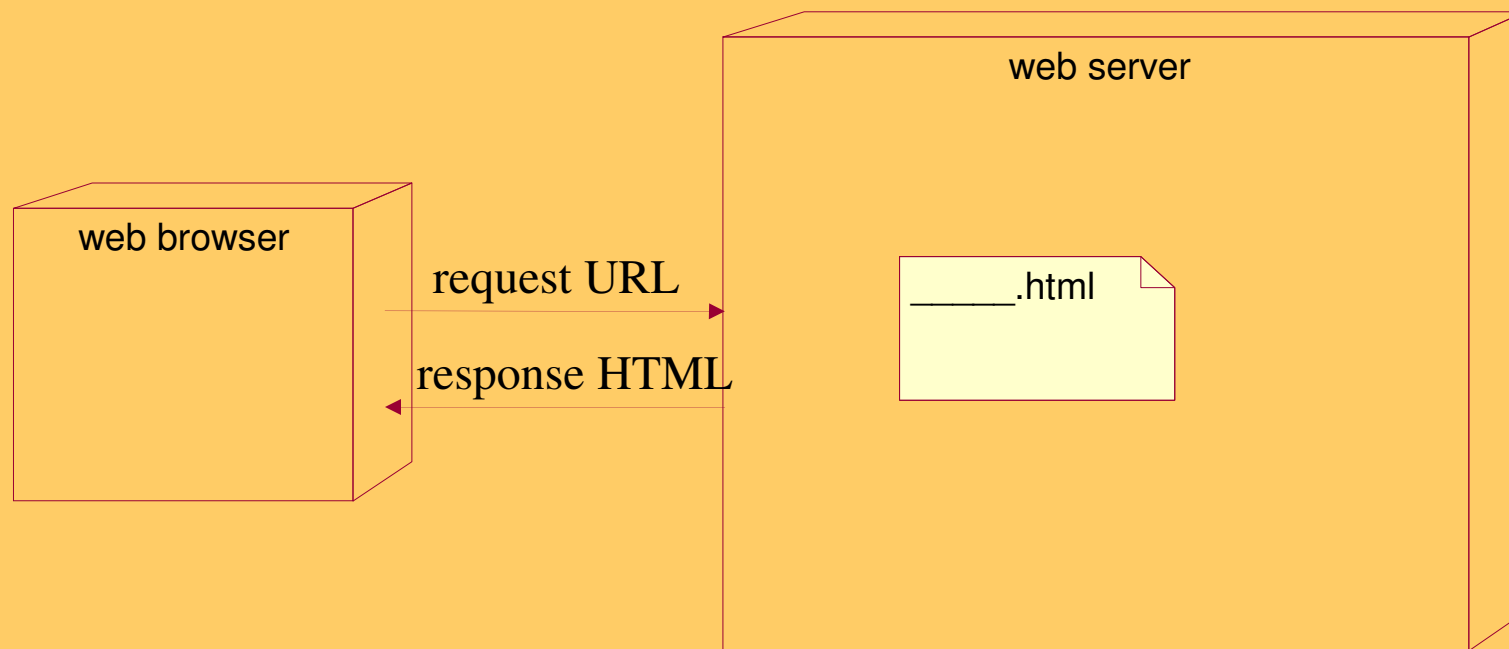 web server
web browser
request URL
_____.html
response HTML